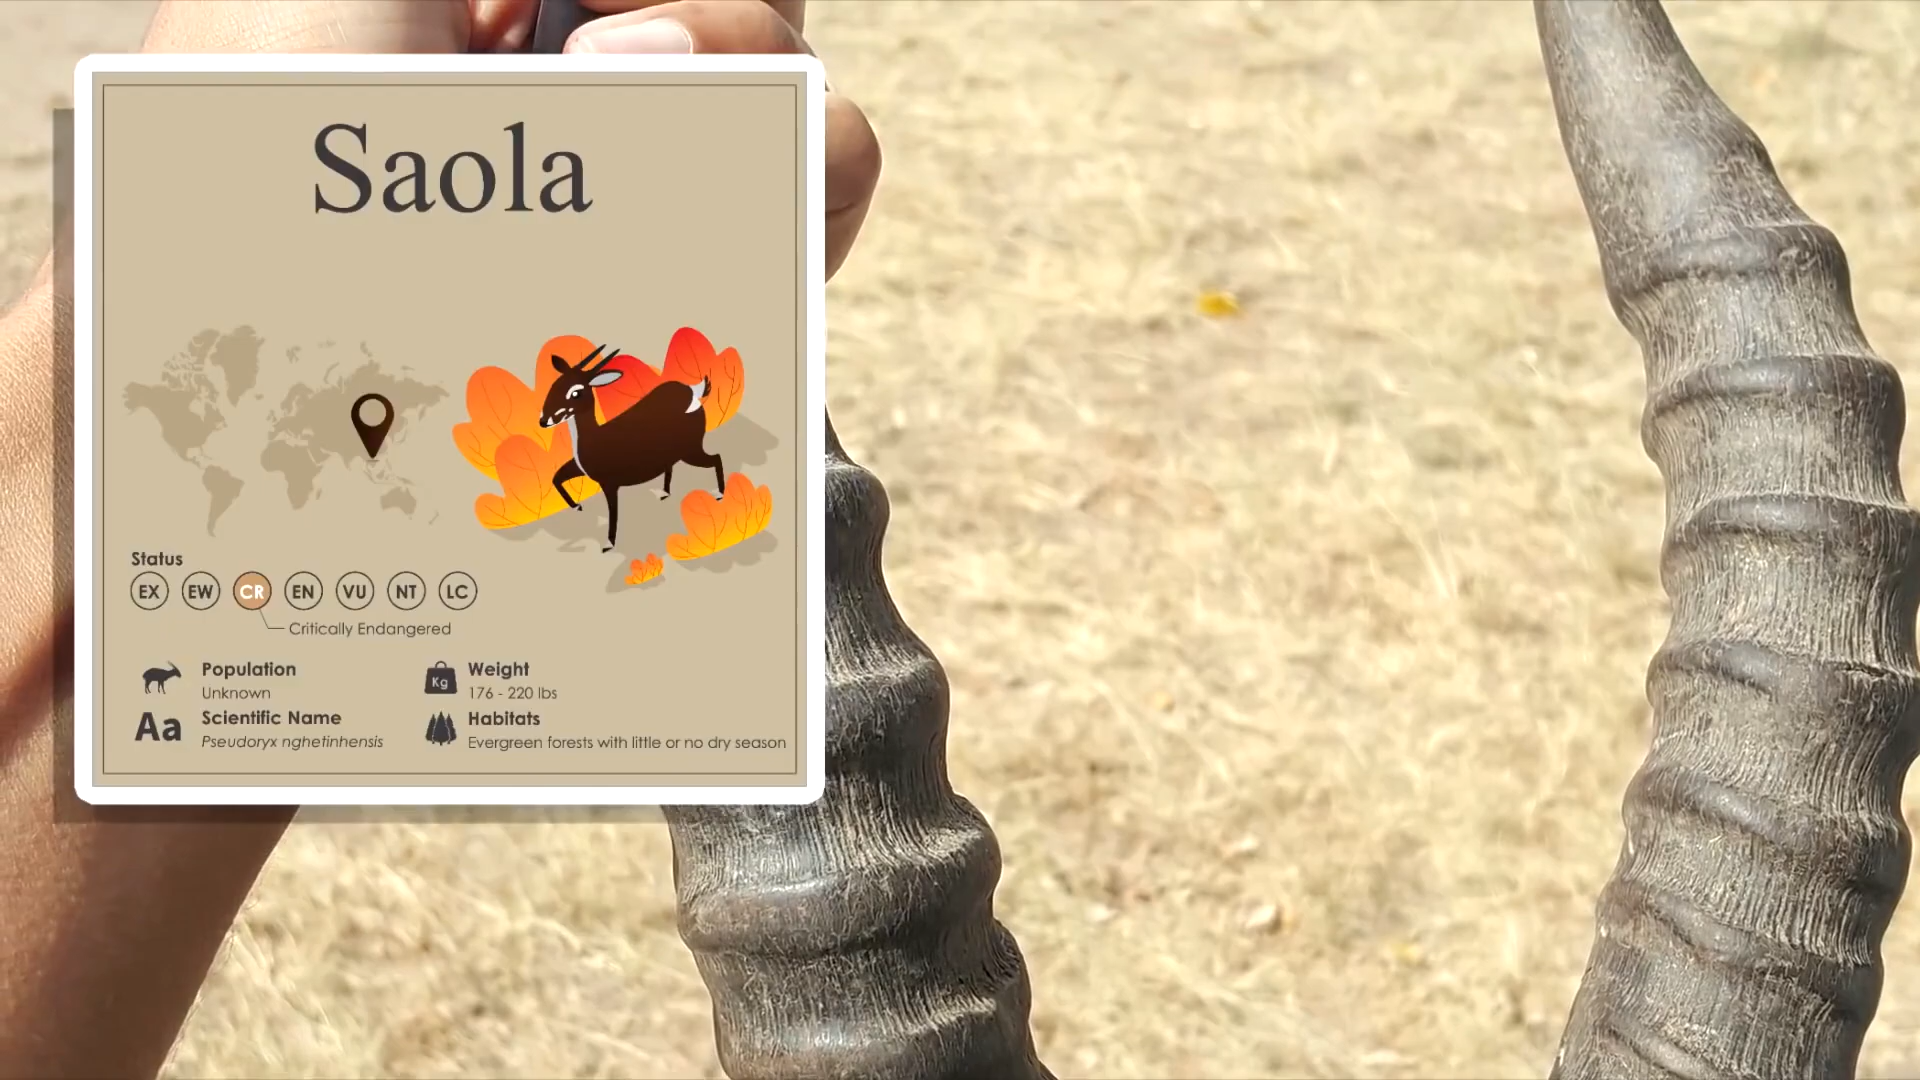 Saola
Status
EX EW CR EN VU NT LC
Critically Endangered
Population
Unknown
Weight
Kg
176 - 220 lbs
Aa
Scientific Name
Pseudoryx nghetinhensis
Habitats
Evergreen forests with little or no dry season